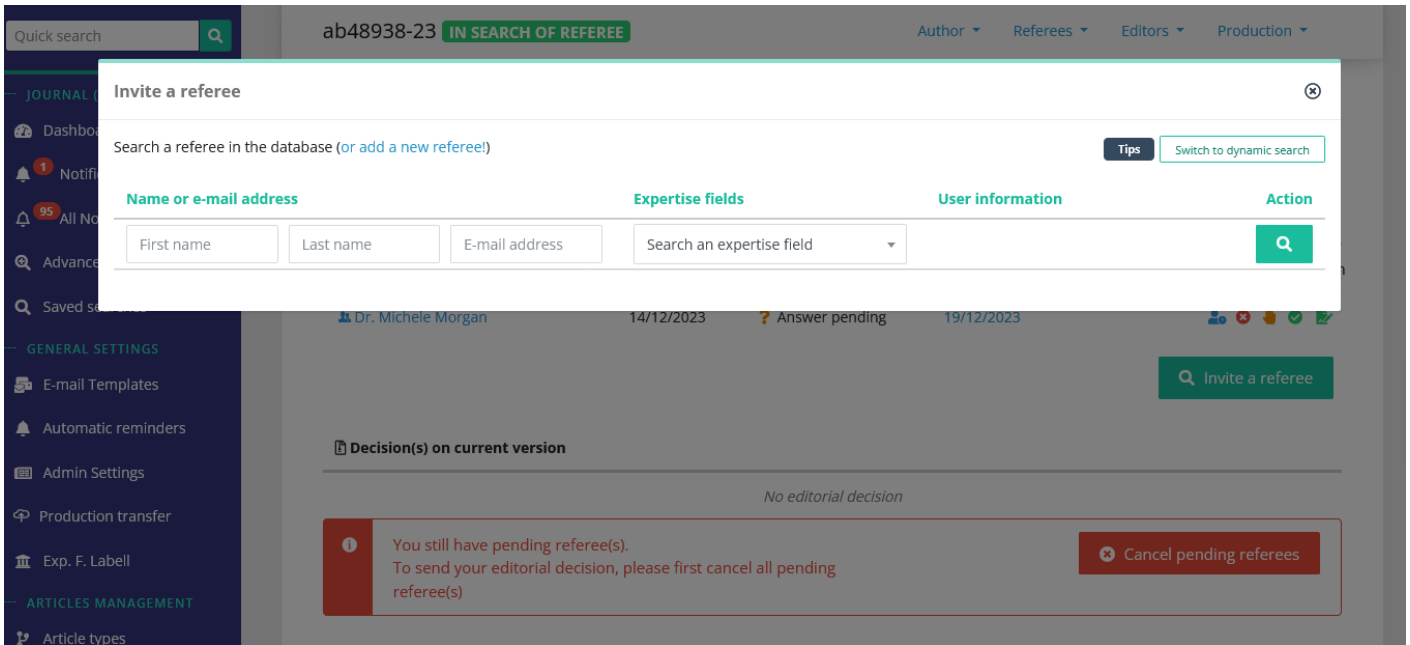 Quick search
ab48938-23 IN SEARCH OF REFEREE
Author Referees Editors Production
Invite a referee
Search a referee in the database (or add a new referee!)
Tips Switch to dynamic search
Name or e-mail address Expertise fields User information Action
First name Last name E-mail address Search an expertise field
JOURNAL (
Dashboa
1 Notifi
95 All No
Advance
Saved se
GENERAL SETTINGS
E-mail Templates
Automatic reminders
Admin Settings
Production transfer
Exp. F. Labell
ARTICLES MANAGEMENT
Article types
Dr. Michele Morgan 14/12/2023 ? Answer pending 19/12/2023
Invite a referee
Decision(s) on current version
No editorial decision
You still have pending referee(s).
To send your editorial decision, please first cancel all pending
referee(s)
Cancel pending referees